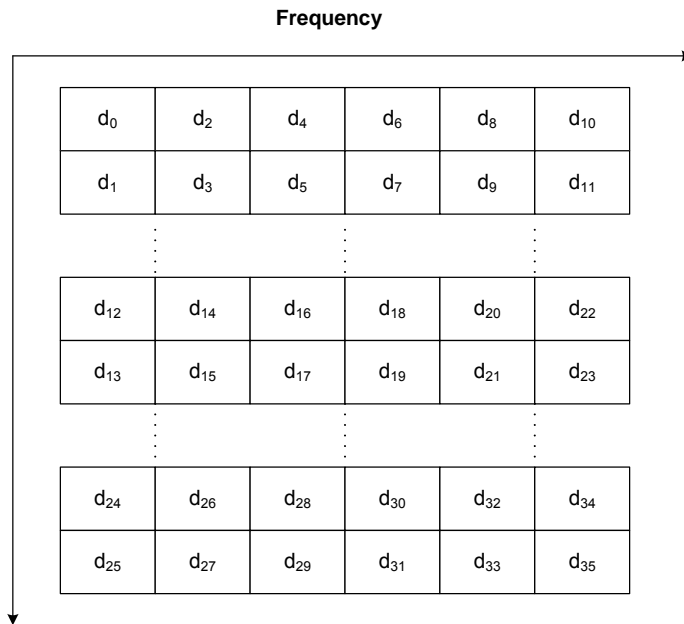 Frequency
d0 d2 d4 d6 d8 d10
d1 d3 d5 d7 d9 d11
d12 d14 d16 d18 d20 d22
d13 d15 d17 d19 d21 d23
d24 d26 d28 d30 d32 d34
d25 d27 d29 d31 d33 d35